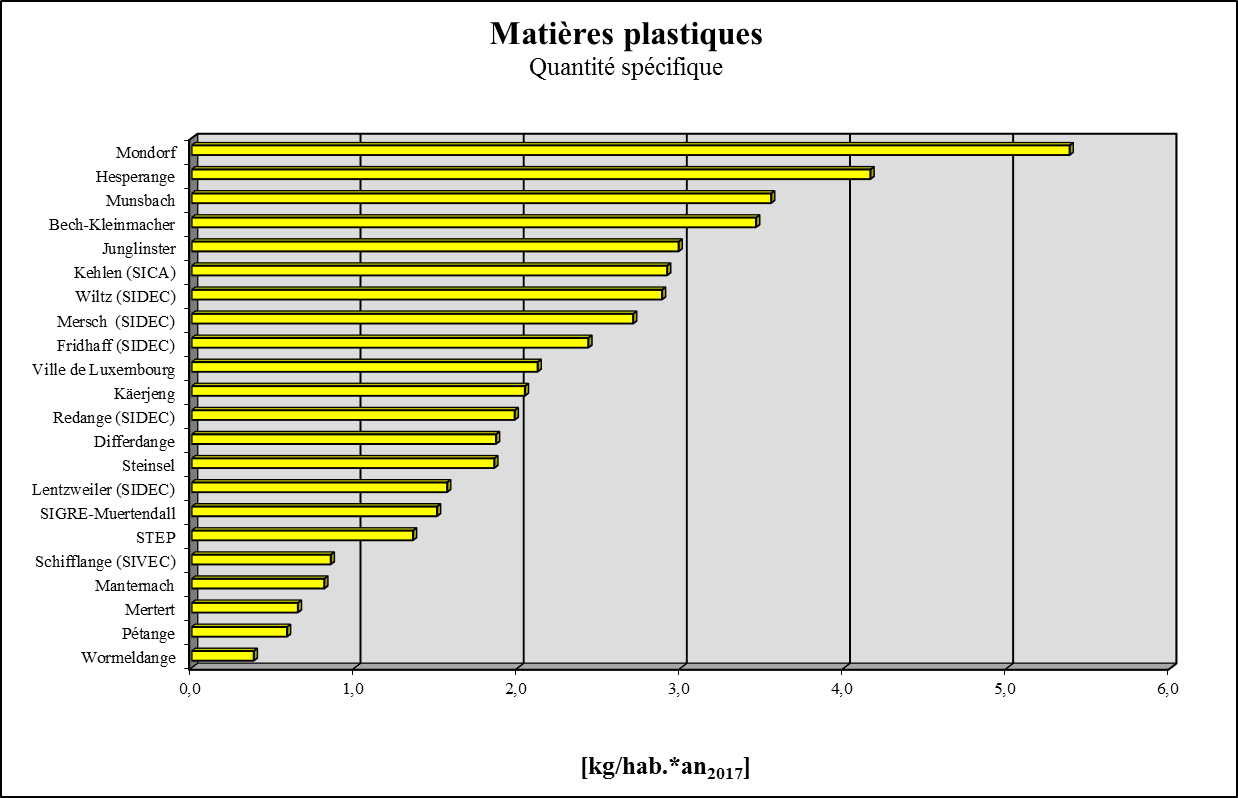 Matières plastiques
Quantité spécifique
Mondorf
Hesperange
Munsbach
Bech-Kleinmacher
Junglinster
Kehlen (SICA)
Wiltz (SIDEC)
Mersch  (SIDEC)
Fridhaff (SIDEC)
Ville de Luxembourg
Käerjeng
Redange (SIDEC)
Differdange
Steinsel
Lentzweiler (SIDEC)
SIGRE-Muertendall
STEP
Schifflange (SIVEC)
Manternach
Mertert
Pétange
Wormeldange
0,0 1,0 2,0 3,0 4,0 5,0 6,0
[kg/hab.*an2017]